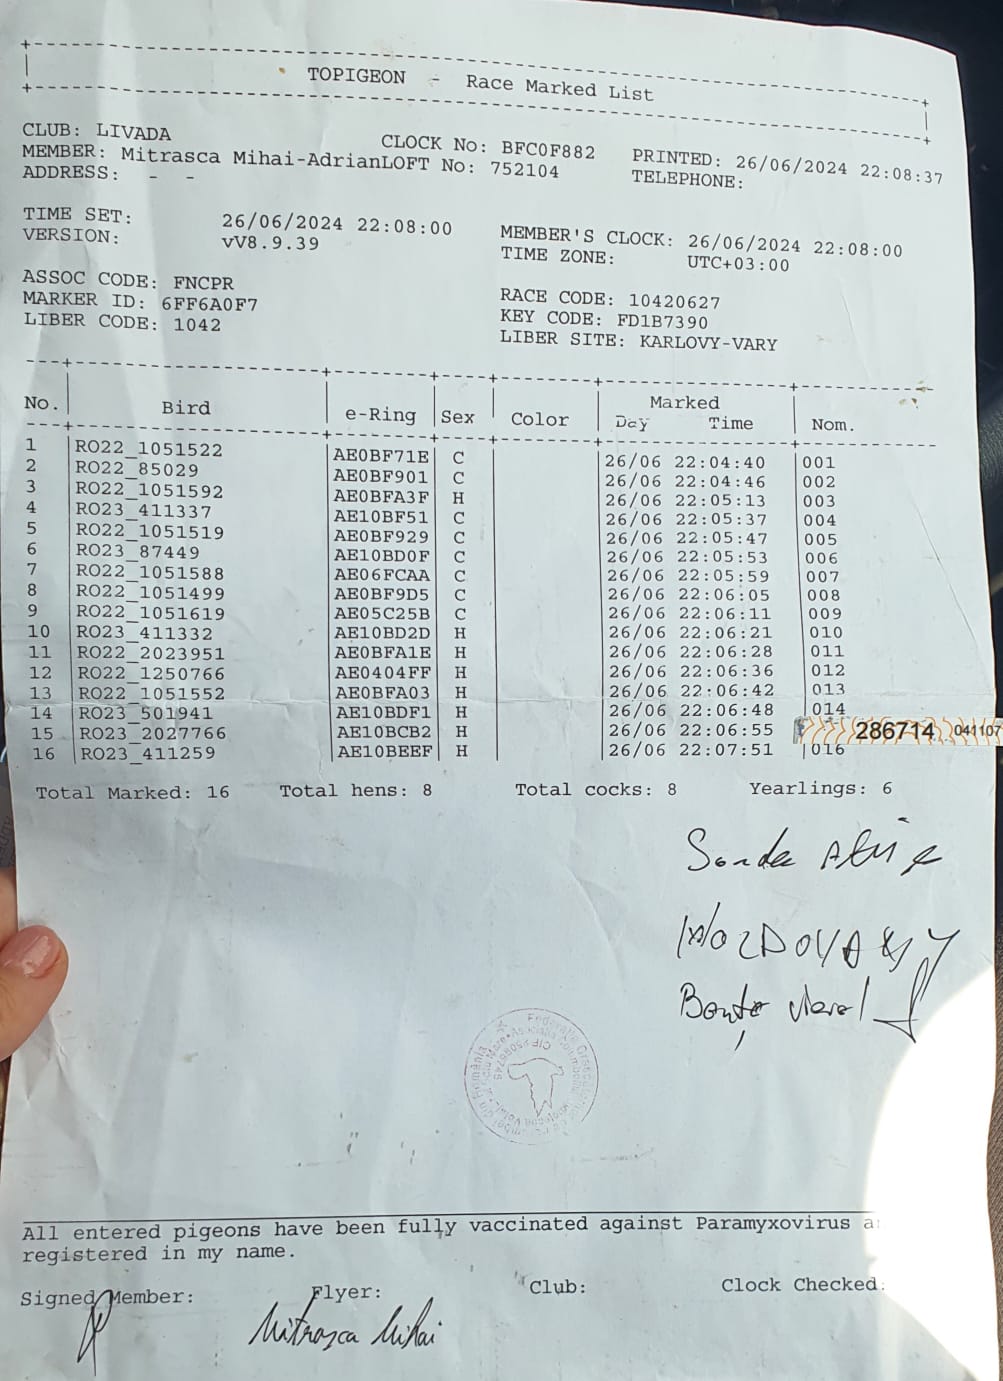 TOPIGEON - Race Marked List
CLUB: LIVADA CLOCK No: BFC0F882 PRINTED: 26/06/2024 22:08:37
MEMBER: Mitrasca Mihai-AdrianLOFT No: 752104 TELEPHONE:
ADDRESS: - -
TIME SET: 26/06/2024 22:08:00 MEMBER'S CLOCK: 26/06/2024 22:08:00
VERSION: vV8.9.39 TIME ZONE: UTC+03:00
ASSOC CODE: FNCPR RACE CODE: 10420627
MARKER ID: 6FF6A0F7 KEY CODE: FD1B7390
LIBER CODE: 1042 LIBER SITE: KARLOVY-VARY
Marked
No. Bird e-Ring Sex Color Day Time Nom.
1 RO22_1051522 AE0BF71E C 26/06 22:04:40 001
2 RO22_85029 AE0BF901 C 26/06 22:04:46 002
3 RO22_1051592 AE0BFA3F H 26/06 22:05:13 003
4 RO23_411337 AE10BF51 C 26/06 22:05:37 004
5 RO22_1051519 AE0BF929 C 26/06 22:05:47 005
6 RO23_87449 AE10BD0F C 26/06 22:05:53 006
7 RO22_1051588 AE06FCAA C 26/06 22:05:59 007
8 RO22_1051499 AE0BF9D5 C 26/06 22:06:05 008
9 RO22_1051619 AE05C25B C 26/06 22:06:11 009
10 RO23_411332 AE10BD2D H 26/06 22:06:21 010
11 RO22_2023951 AE0BFA1E H 26/06 22:06:28 011
12 RO22_1250766 AE0404FF H 26/06 22:06:36 012
13 RO22_1051552 AE0BFA03 H 26/06 22:06:42 013
14 RO23_501941 AE10BDF1 H 26/06 22:06:48 014
15 RO23_2027766 AE10BCB2 H 26/06 22:06:55
286714 041107
16 RO23_411259 AE10BEEF H 26/06 22:07:51 016
Total Marked: 16 Total hens: 8 Total cocks: 8 Yearlings: 6
All entered pigeons have been fully vaccinated against Paramyxovirus
registered in my name.
Signed Member: Flyer: Club: Clock Checked:
Mitrașca Mihai